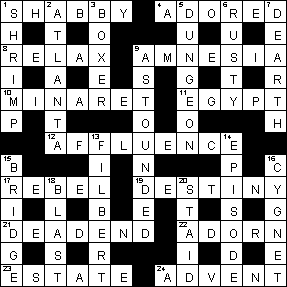 1 S H 2 A B 3 B Y 4 A 5 D O 6 R E 7 D
H T O U U E
8 R E L A X 9 A M N E S I A
I A E S G T R
10 M I N A R E T 11 E G Y P T
P T O O H
12 A F 13 F L U E N C 14 E
15 B I N P 16 C
17 R E 18 B E L 19 D E 20 S T I N Y
I L B E T S G
21 D E A D E N D 22 A D O R N
G S R I D E
23 E S T A T E 24 A D V E N T